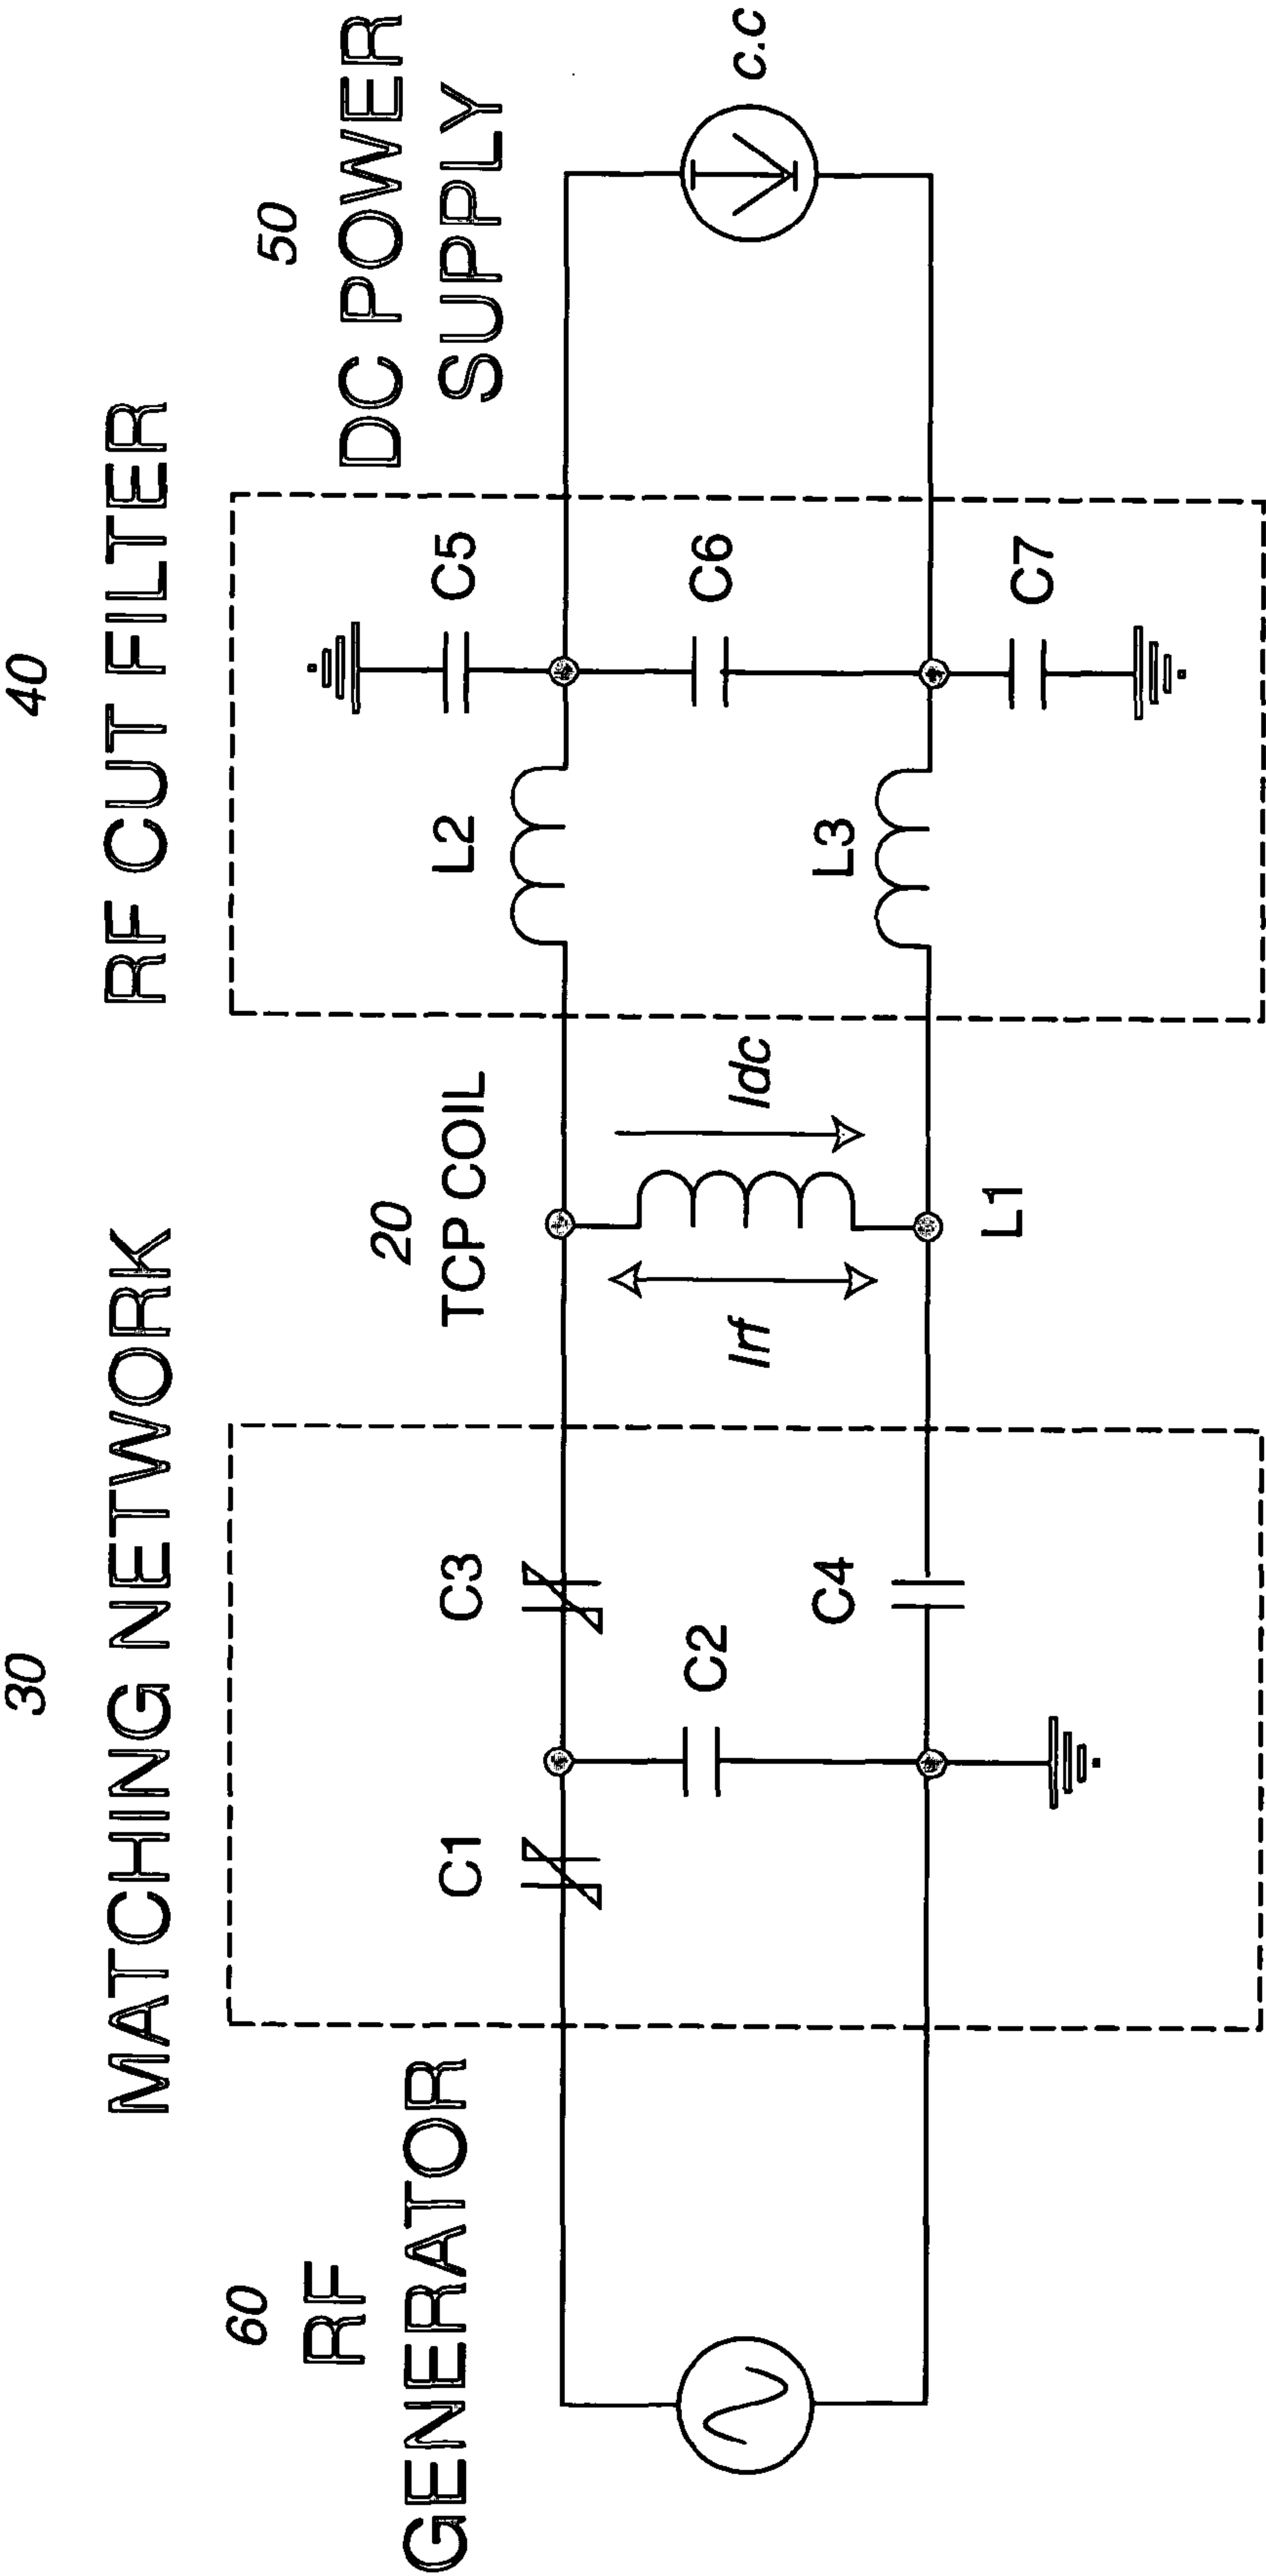 30
MATCHING NETWORK
40
RF CUT FILTER
60
RF
GENERATOR
20
TCP COIL
50
DC POWER
SUPPLY
C1
C2
C3
C4
Irf
Idc
L1
L2
L3
C5
C6
C7
c.c